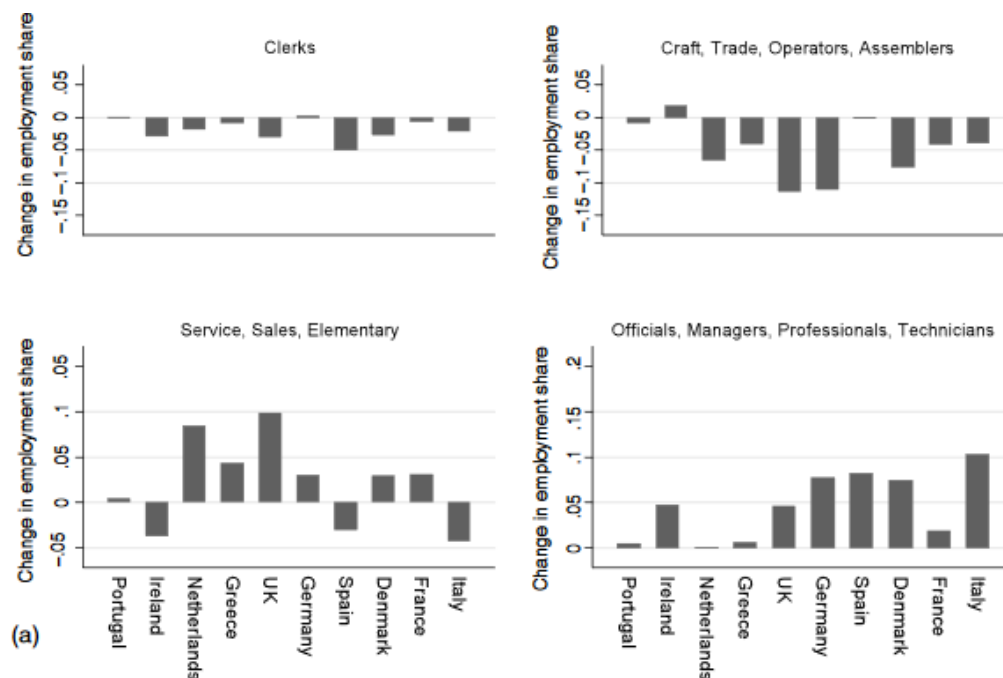 Clerks
Change in employment share
.05
0
-.05
-.1
-.15
Craft, Trade, Operators, Assemblers
Change in employment share
.05
0
-.05
-.1
-.15
Service, Sales, Elementary
Change in employment share
.05
.1
.05
0
-.05
Portugal
Ireland
Netherlands
Greece
UK
Germany
Spain
Denmark
France
Italy
Officials, Managers, Professionals, Technicians
Change in employment share
.2
.15
.1
.05
0
Portugal
Ireland
Netherlands
Greece
UK
Germany
Spain
Denmark
France
Italy
(a)